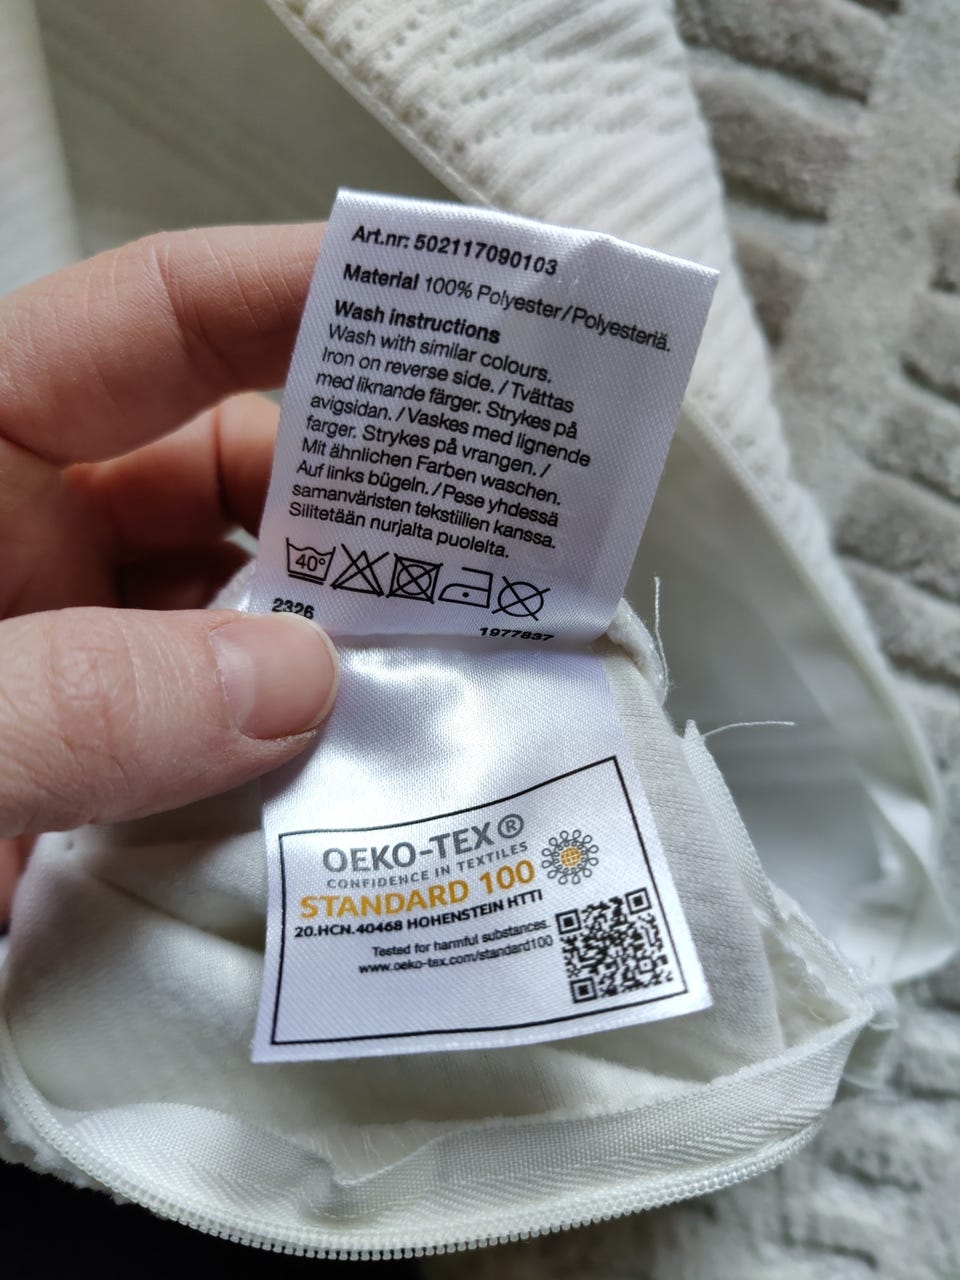 Art.nr: 502117090103
Material 100% Polyester/Polyesteriä.
Wash instructions
Wash with similar colours.
Iron on reverse side. / Tvättas
med liknande färger. Strykes på
avigsidan. / Vaskes med lignende
farger. Strykes på vrangen. /
Mit ähnlichen Farben waschen.
Auf links bügeln. / Pese yhdessä
samanväristen tekstiilien kanssa.
Silitetään nurjalta puolelta.
40°
2326
1977837
OEKO-TEX®
CONFIDENCE IN TEXTILES
STANDARD 100
20.HCN.40468 HOHENSTEIN HTTI
Tested for harmful substances.
www.oeko-tex.com/standard100